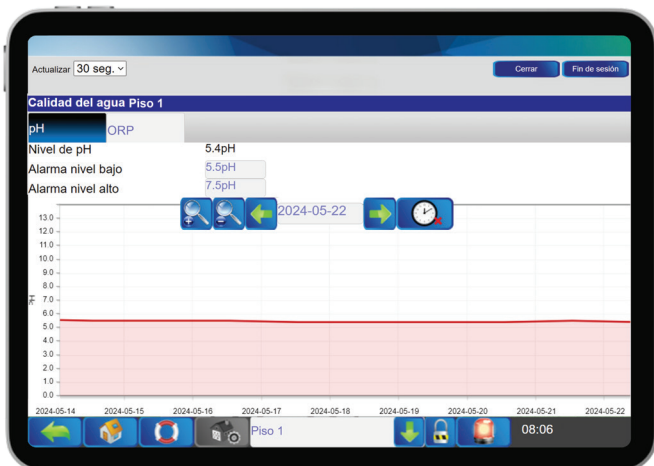 Actualizar 30 seg.
Cerrar
Fin de sesión
Calidad del agua Piso 1
pH
ORP
Nivel de pH 5.4pH
Alarma nivel bajo 5.5pH
Alarma nivel alto 7.5pH
2024-05-22
13.0
12.0
11.0
10.0
9.0
8.0
PH
6.0
5.0
4.0
3.0
2.0
1.0
0.0
2024-05-14 2024-05-15 2024-05-16 2024-05-17 2024-05-18 2024-05-19 2024-05-20 2024-05-21 2024-05-22
Piso 1
08:06